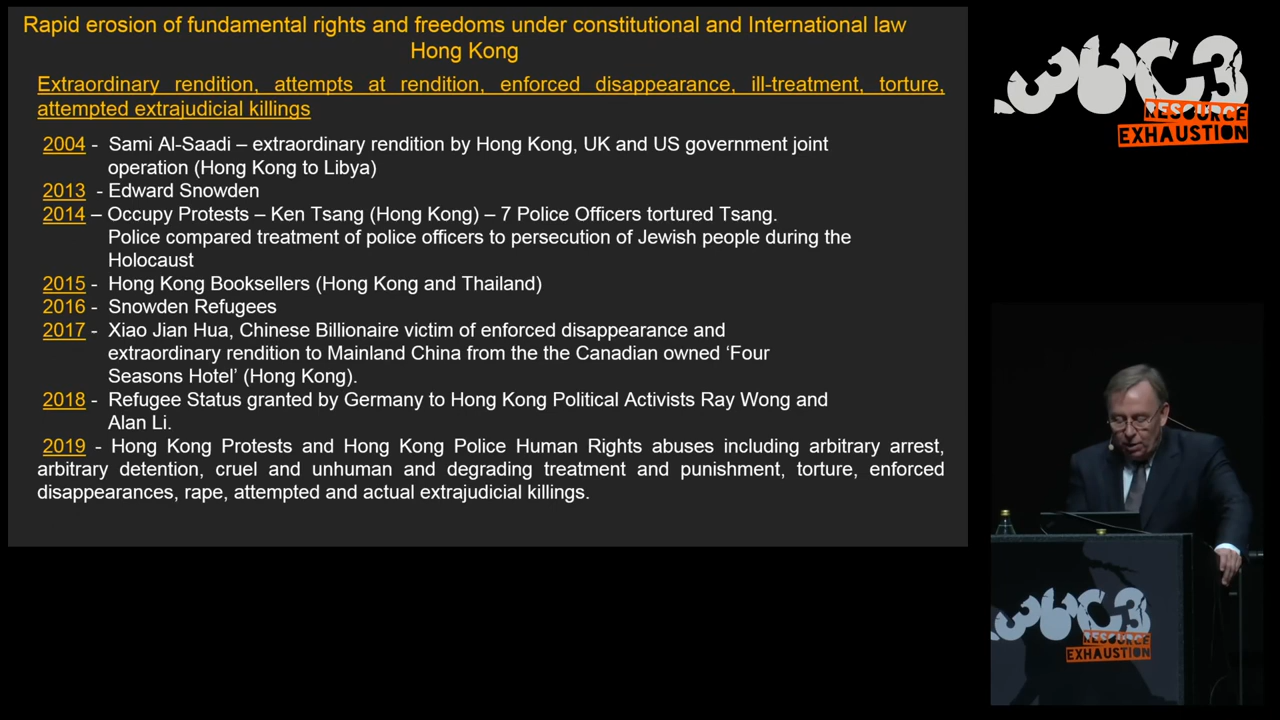 Rapid erosion of fundamental rights and freedoms under constitutional and International law
Hong Kong
Extraordinary rendition, attempts at rendition, enforced disappearance, ill-treatment, torture,
attempted extrajudicial killings
2004 - Sami Al-Saadi – extraordinary rendition by Hong Kong, UK and US government joint
operation (Hong Kong to Libya)
2013 - Edward Snowden
2014 – Occupy Protests – Ken Tsang (Hong Kong) – 7 Police Officers tortured Tsang.
Police compared treatment of police officers to persecution of Jewish people during the
Holocaust
2015 - Hong Kong Booksellers (Hong Kong and Thailand)
2016 - Snowden Refugees
2017 - Xiao Jian Hua, Chinese Billionaire victim of enforced disappearance and
extraordinary rendition to Mainland China from the the Canadian owned ‘Four
Seasons Hotel’ (Hong Kong).
2018 - Refugee Status granted by Germany to Hong Kong Political Activists Ray Wong and
Alan Li.
2019 - Hong Kong Protests and Hong Kong Police Human Rights abuses including arbitrary arrest,
arbitrary detention, cruel and unhuman and degrading treatment and punishment, torture, enforced
disappearances, rape, attempted and actual extrajudicial killings.
36C3
RESOURCE
EXHAUSTION
36C3
RESOURCE
EXHAUSTION